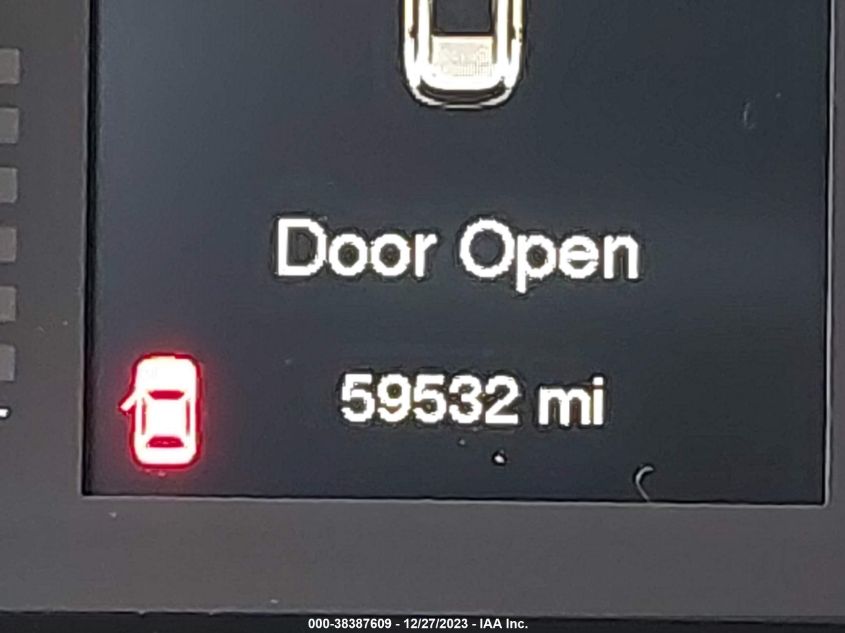 Door Open
59532 mi
000-38387609 - 12/27/2023 - IAA Inc.